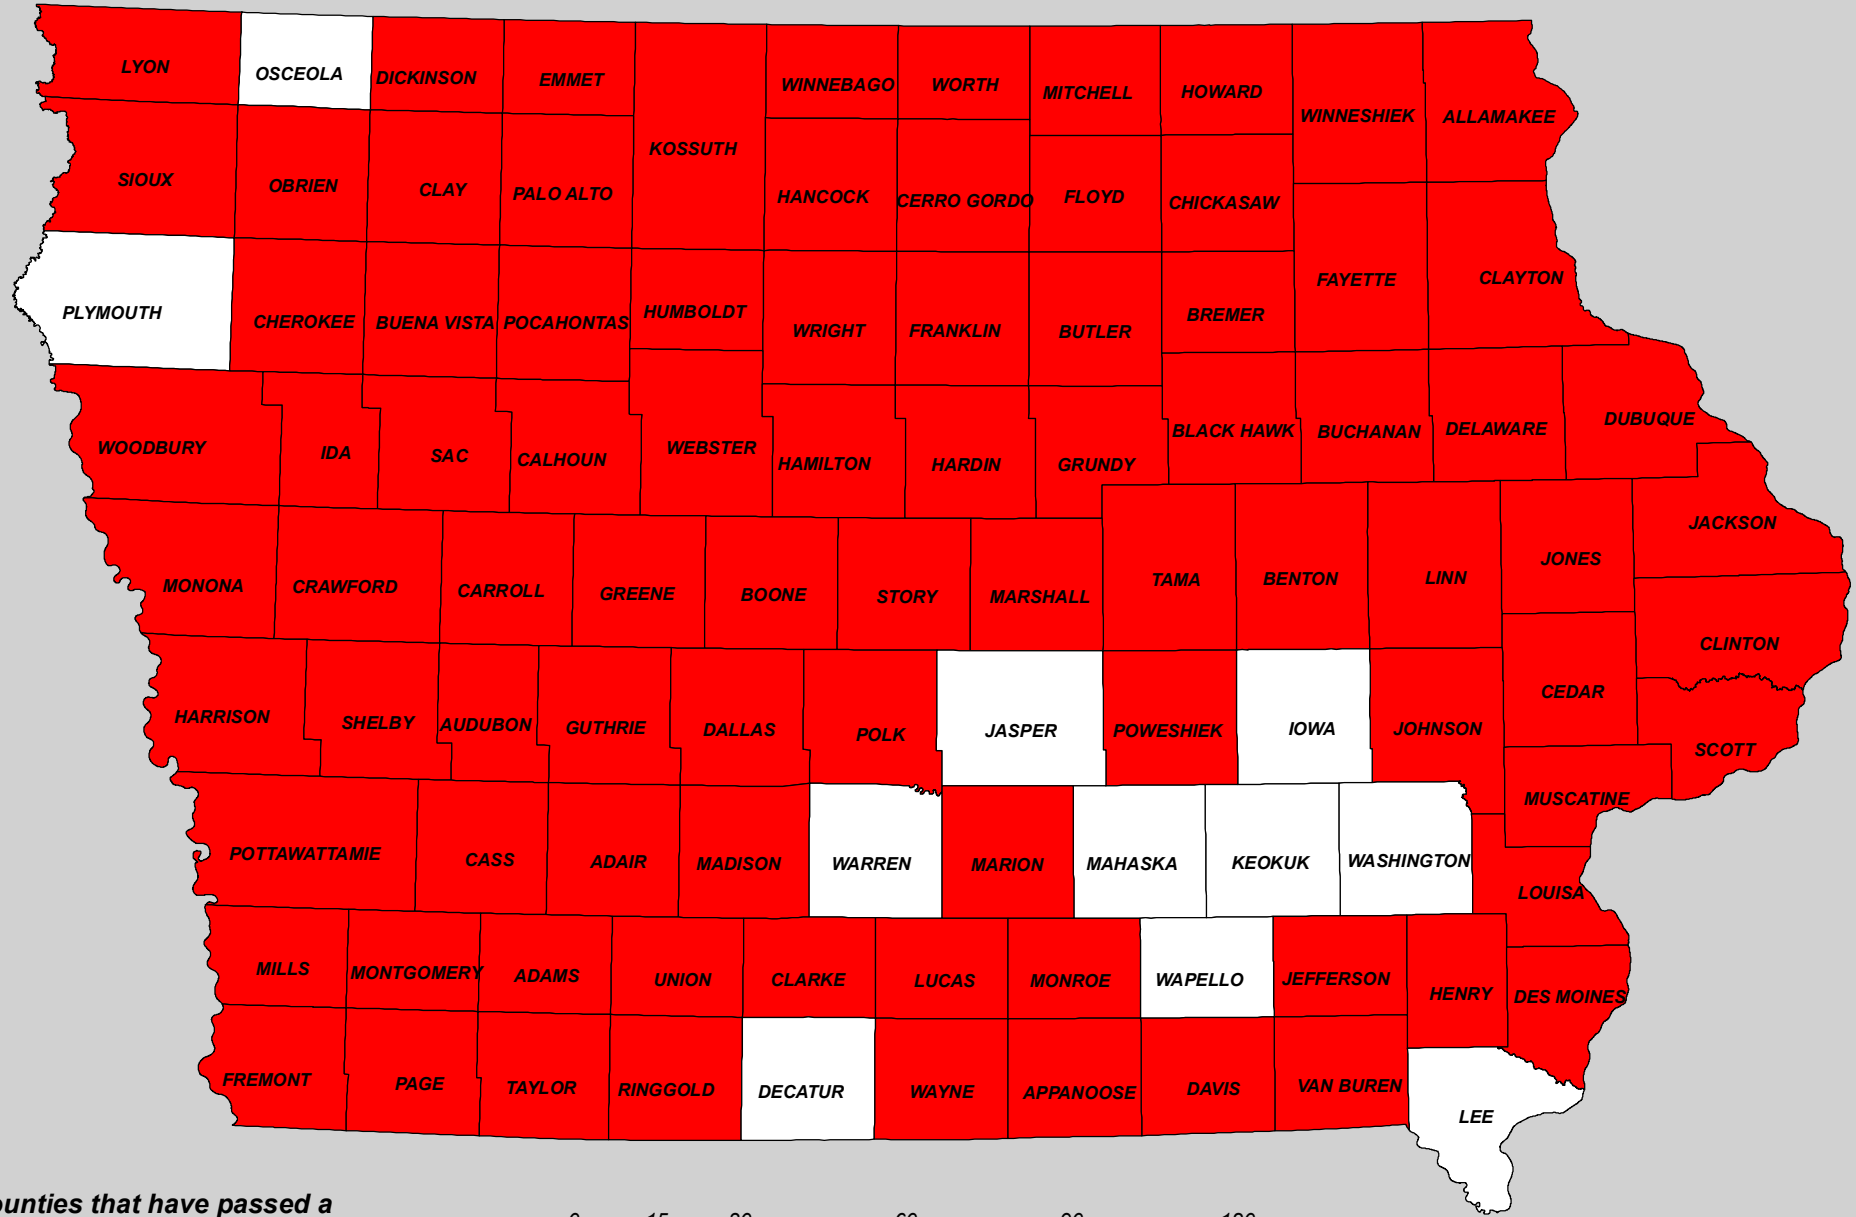 LYON
OSCEOLA
DICKINSON
EMMET
WINNEBAGO
WORTH
MITCHELL
HOWARD
WINNESHIEK
ALLAMAKEE
KOSSUTH
SIOUX
OBRIEN
CLAY
PALO ALTO
HANCOCK
CERRO GORDO
FLOYD
CHICKASAW
FAYETTE
CLAYTON
PLYMOUTH
CHEROKEE
BUENA VISTA
POCAHONTAS
HUMBOLDT
WRIGHT
FRANKLIN
BUTLER
BREMER
WOODBURY
IDA
SAC
CALHOUN
WEBSTER
HAMILTON
HARDIN
GRUNDY
BLACK HAWK
BUCHANAN
DELAWARE
DUBUQUE
JACKSON
MONONA
CRAWFORD
CARROLL
GREENE
BOONE
STORY
MARSHALL
TAMA
BENTON
LINN
JONES
CLINTON
HARRISON
SHELBY
AUDUBON
GUTHRIE
DALLAS
POLK
JASPER
POWESHIEK
IOWA
JOHNSON
CEDAR
SCOTT
MUSCATINE
POTTAWATTAMIE
CASS
ADAIR
MADISON
WARREN
MARION
MAHASKA
KEOKUK
WASHINGTON
LOUISA
MILLS
MONTGOMERY
ADAMS
UNION
CLARKE
LUCAS
MONROE
WAPELLO
JEFFERSON
HENRY
DES MOINES
FREMONT
PAGE
TAYLOR
RINGGOLD
DECATUR
WAYNE
APPANOOSE
DAVIS
VAN BUREN
LEE
ounties that have passed a